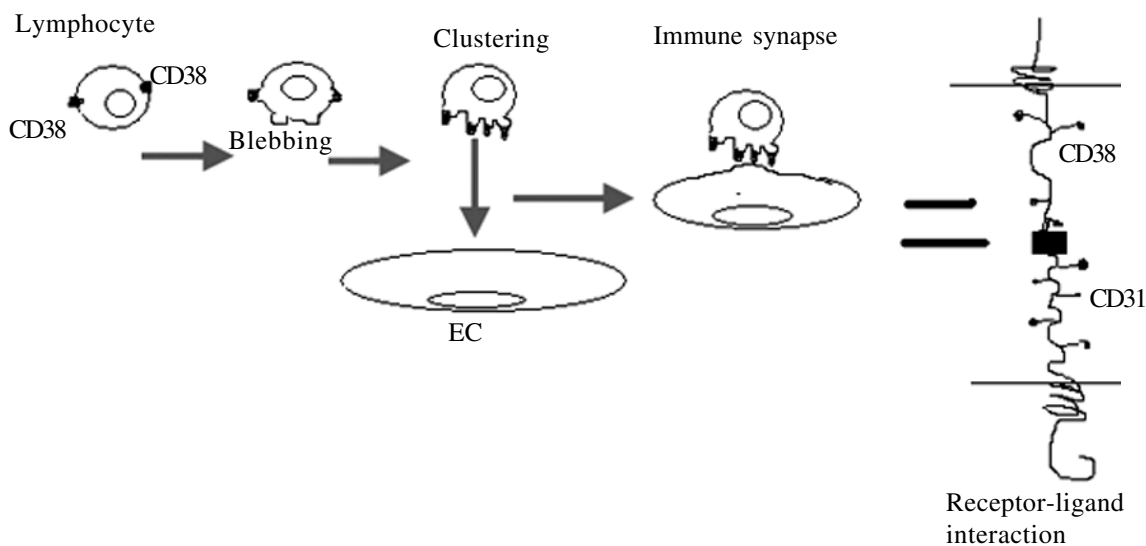 Lymphocyte
CD38
CD38
Blebbing
Clustering
EC
Immune synapse
CD38
CD31
Receptor-ligand
interaction